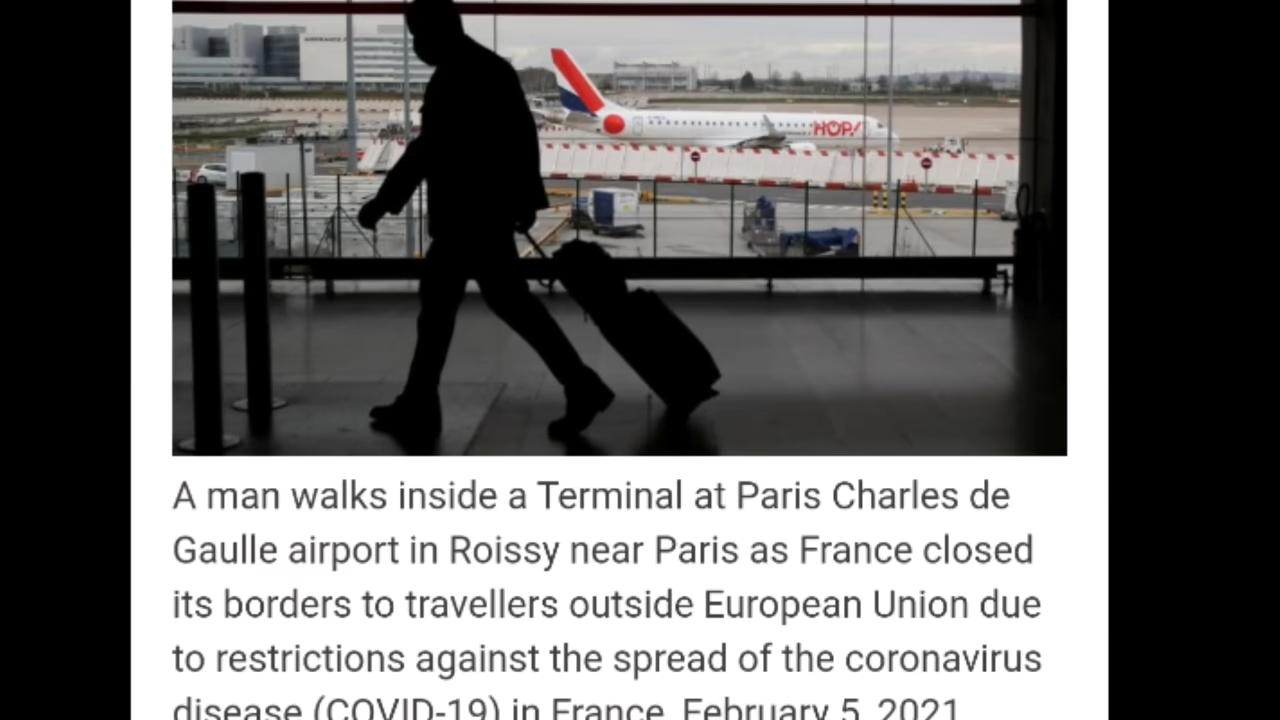 HOP!
A man walks inside a Terminal at Paris Charles de
Gaulle airport in Roissy near Paris as France closed
its borders to travellers outside European Union due
to restrictions against the spread of the coronavirus
disease (COVID-19) in France, February 5, 2021.